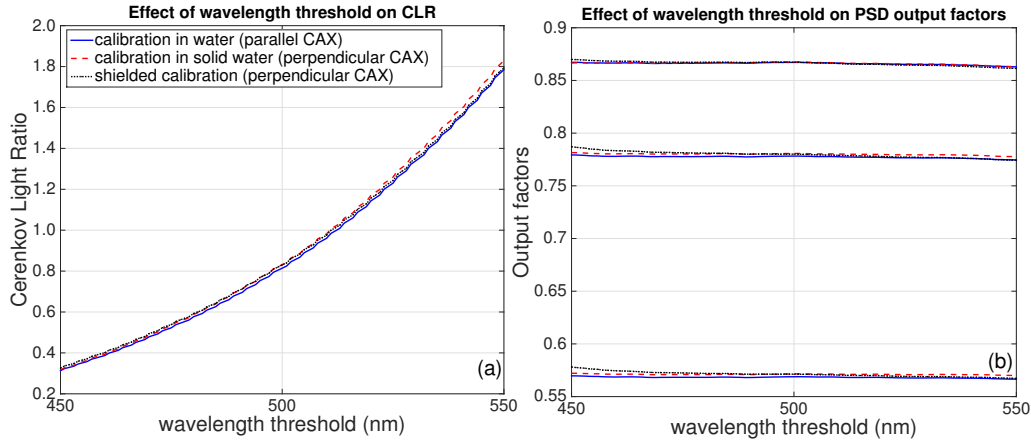 Effect of wavelength threshold on CLR
2.0
1.8
1.6
1.4
1.2
1.0
0.8
0.6
0.4
0.2
Cerenkov Light Ratio
calibration in water (parallel CAX)
calibration in solid water (perpendicular CAX)
shielded calibration (perpendicular CAX)
(a)
450
500
550
wavelength threshold (nm)
Effect of wavelength threshold on PSD output factors
0.9
0.85
0.8
0.75
0.7
0.65
0.6
0.55
Output factors
(b)
450
500
550
wavelength threshold (nm)